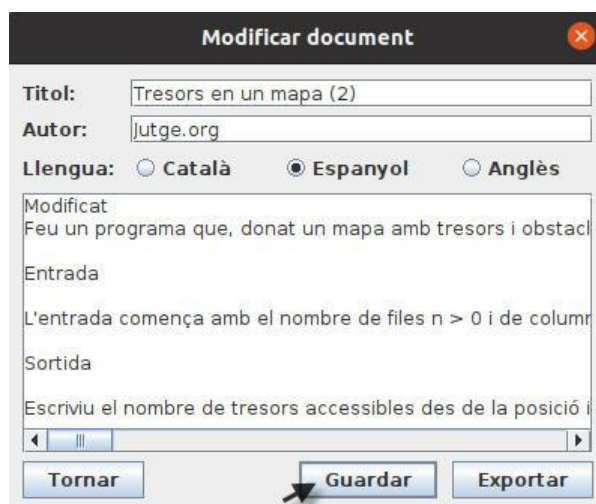 Modificar document
Titol: Tresors en un mapa (2)
Autor: Jutge.org
Llengua: Català Espanyol Anglès
Modificat
Feu un programa que, donat un mapa amb tresors i obstacl
Entrada
L'entrada comença amb el nombre de files n > 0 i de column
Sortida
Escriviu el nombre de tresors accessibles des de la posició i
Tornar Guardar Exportar